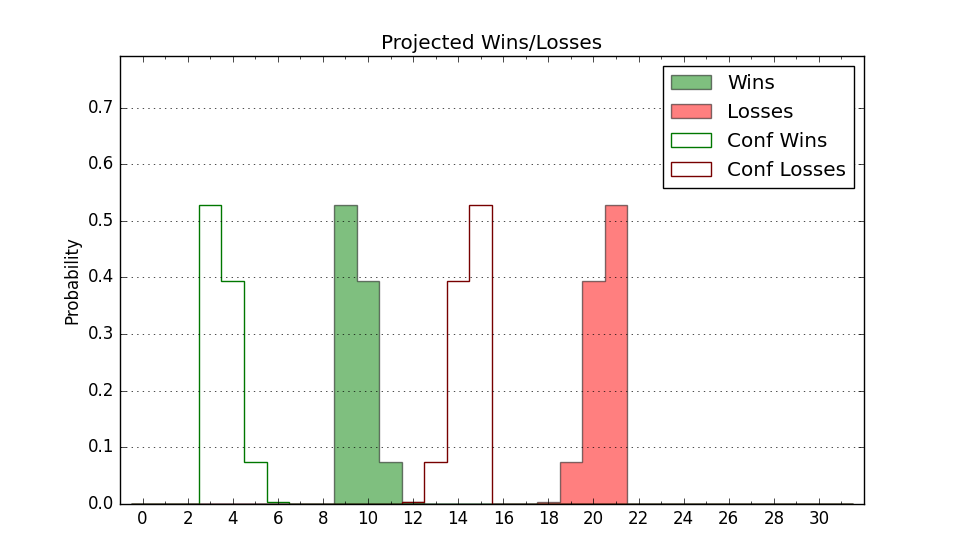 Projected Wins/Losses
Wins
Losses
Conf Wins
Conf Losses
Probability
0.7
0.6
0.5
0.4
0.3
0.2
0.1
0.0
0 2 4 6 8 10 12 14 16 18 20 22 24 26 28 30